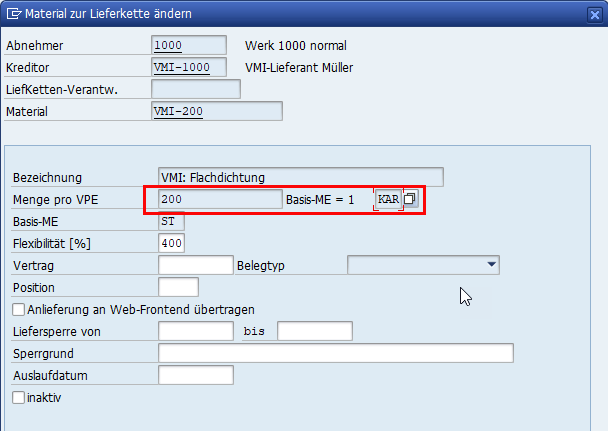 Material zur Lieferkette ändern
Abnehmer 1000 Werk 1000 normal
Kreditor VMI-1000 VMI-Lieferant Müller
LiefKetten-Verantw.
Material VMI-200
Bezeichnung VMI: Flachdichtung
Menge pro VPE 200 Basis-ME = 1 KAR
Basis-ME ST
Flexibilität [%] 400
Vertrag Belegtyp
Position
Anlieferung an Web-Frontend übertragen
Liefersperre von bis
Sperrgrund
Auslaufdatum
inaktiv